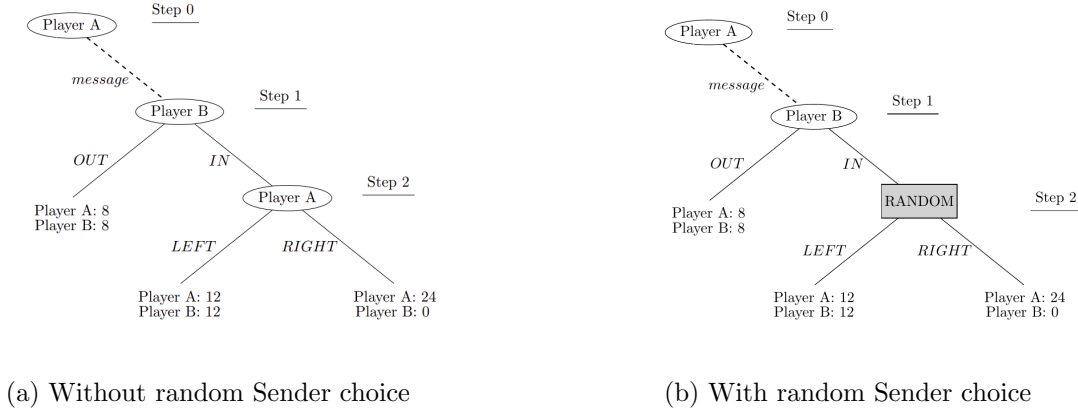 Player A
Step 0
message
Player B
Step 1
OUT
IN
Player A: 8
Player B: 8
Player A
Step 2
LEFT
RIGHT
Player A: 12
Player B: 12
Player A: 24
Player B: 0
(a) Without random Sender choice
Player A
Step 0
message
Player B
Step 1
OUT
IN
Player A: 8
Player B: 8
RANDOM
Step 2
LEFT
RIGHT
Player A: 12
Player B: 12
Player A: 24
Player B: 0
(b) With random Sender choice